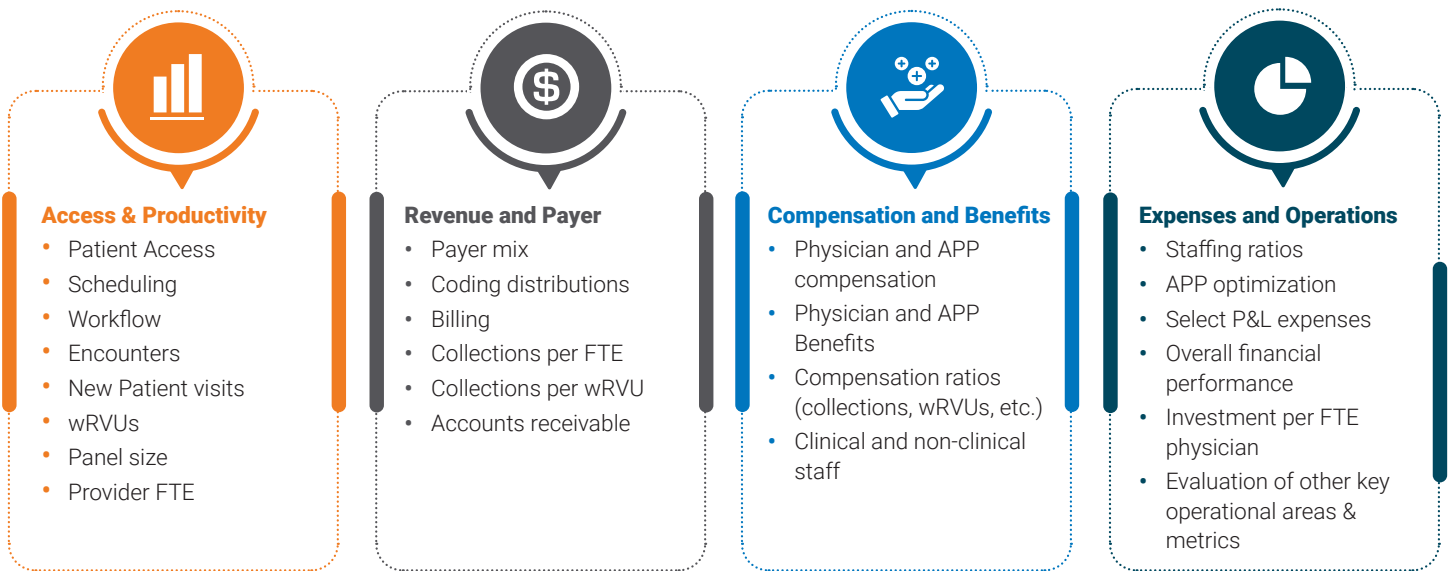 Access & Productivity
• Patient Access
• Scheduling
• Workflow
• Encounters
• New Patient visits
• wRVUs
• Panel size
• Provider FTE
$
Revenue and Payer
• Payer mix
• Coding distributions
• Billing
• Collections per FTE
• Collections per wRVU
• Accounts receivable
Compensation and Benefits
• Physician and APP
compensation
• Physician and APP
Benefits
• Compensation ratios
(collections, wRVUs, etc.)
• Clinical and non-clinical
staff
Expenses and Operations
• Staffing ratios
• APP optimization
• Select P&L expenses
• Overall financial
performance
• Investment per FTE
physician
• Evaluation of other key
operational areas &
metrics